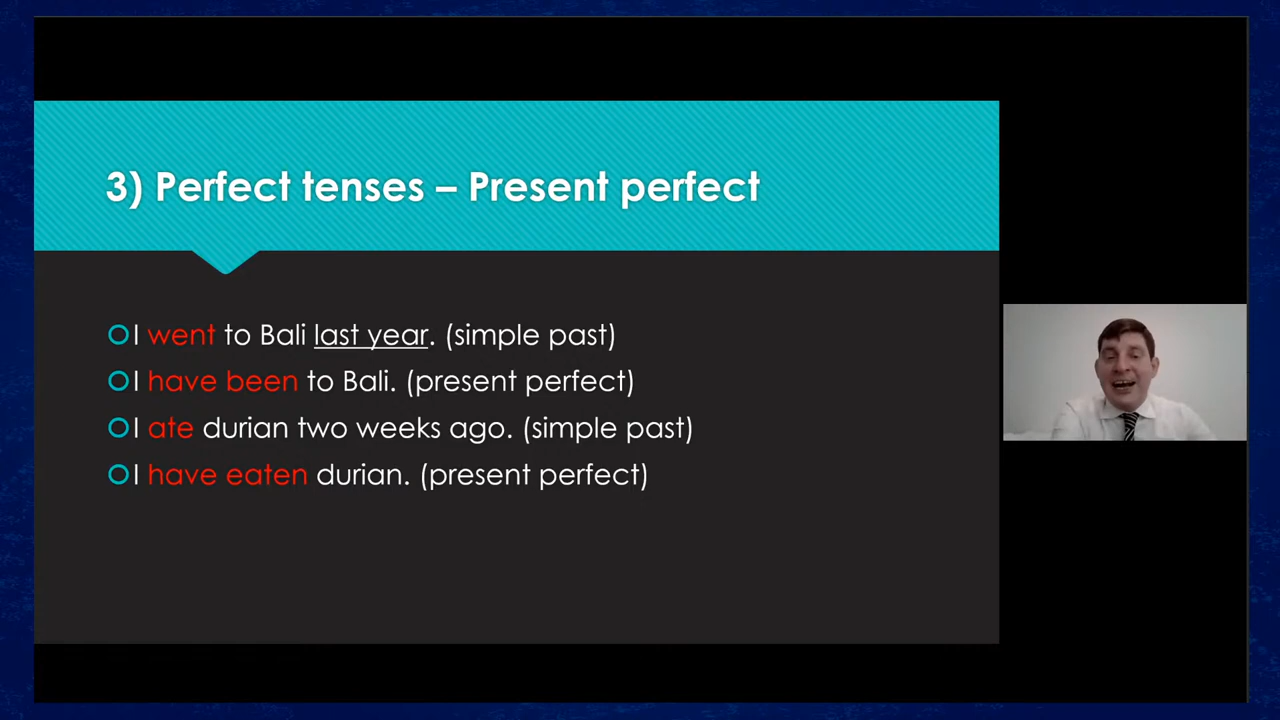 3) Perfect tenses – Present perfect
I went to Bali last year. (simple past)
I have been to Bali. (present perfect)
I ate durian two weeks ago. (simple past)
I have eaten durian. (present perfect)